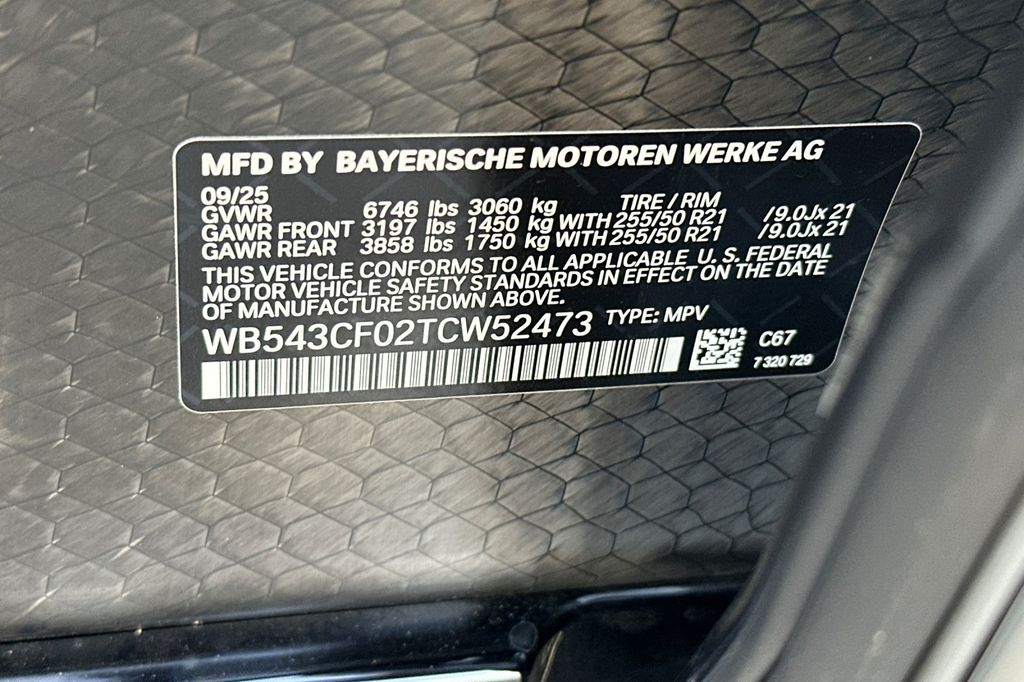 MFD BY BAYERISCHE MOTOREN WERKE AG
09/25 TIRE / RIM
GVWR 6746 lbs 3060 kg
GAWR FRONT 3197 lbs 1450 kg WITH 255/50 R21 /9.0Jx 21
GAWR REAR 3858 lbs 1750 kg WITH 255/50 R21 /9.0Jx 21
THIS VEHICLE CONFORMS TO ALL APPLICABLE U.S. FEDERAL
MOTOR VEHICLE SAFETY STANDARDS IN EFFECT ON THE DATE
OF MANUFACTURE SHOWN ABOVE.
WB543CF02TCW52473 TYPE: MPV
C67
7 320 729